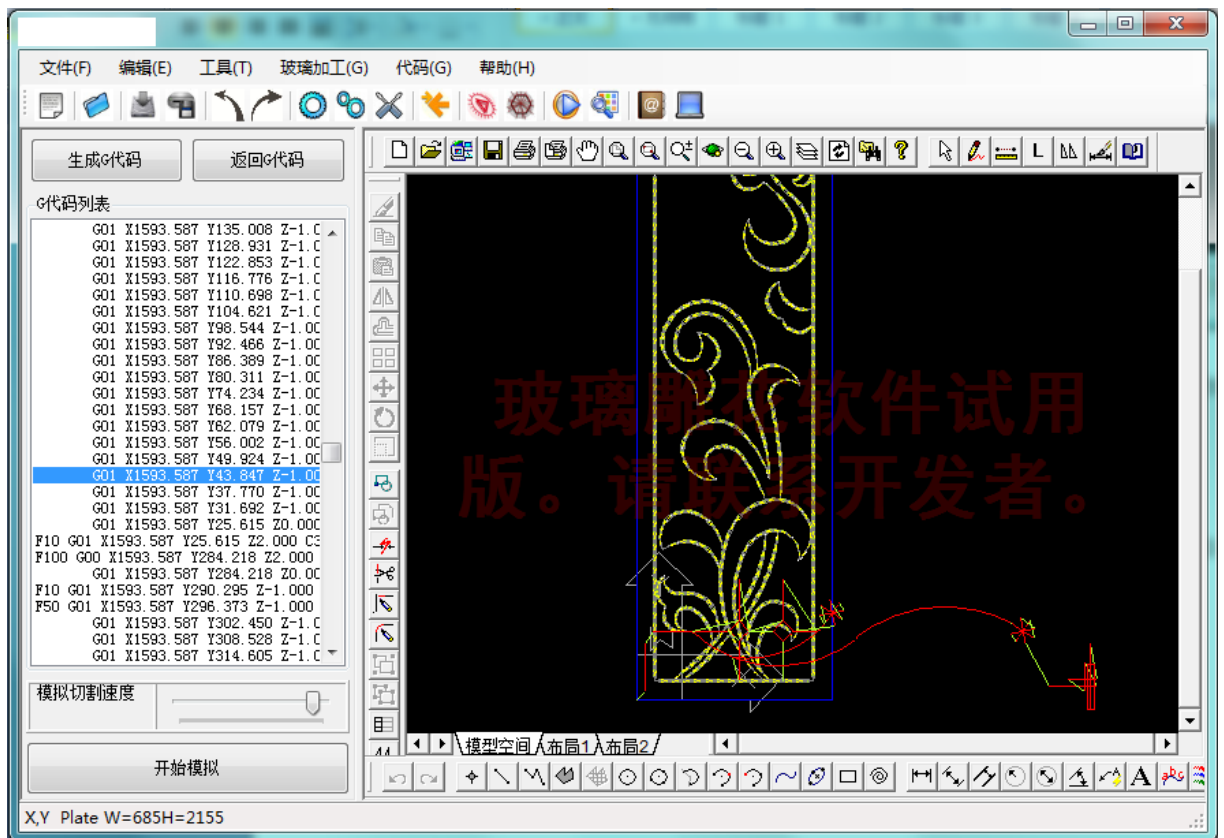 文件(F) 编辑(E) 工具(T) 玻璃加工(G) 代码(G) 帮助(H)
生成G代码 返回G代码
G代码列表
G01 X1593.587 Y135.008 Z-1.0
G01 X1593.587 Y128.931 Z-1.0
G01 X1593.587 Y122.853 Z-1.0
G01 X1593.587 Y116.776 Z-1.0
G01 X1593.587 Y110.698 Z-1.0
G01 X1593.587 Y104.621 Z-1.0
G01 X1593.587 Y98.544 Z-1.00
G01 X1593.587 Y92.466 Z-1.00
G01 X1593.587 Y86.389 Z-1.00
G01 X1593.587 Y80.311 Z-1.00
G01 X1593.587 Y74.234 Z-1.00
G01 X1593.587 Y68.157 Z-1.00
G01 X1593.587 Y62.079 Z-1.00
G01 X1593.587 Y56.002 Z-1.00
G01 X1593.587 Y49.924 Z-1.00
G01 X1593.587 Y43.847 Z-1.00
G01 X1593.587 Y37.770 Z-1.00
G01 X1593.587 Y31.692 Z-1.00
G01 X1593.587 Y25.615 Z0.000
F10 G01 X1593.587 Y25.615 Z2.000 C3
F100 G00 X1593.587 Y284.218 Z2.000
G01 X1593.587 Y284.218 Z0.00
F10 G01 X1593.587 Y290.295 Z-1.000
F50 G01 X1593.587 Y296.373 Z-1.000
G01 X1593.587 Y302.450 Z-1.0
G01 X1593.587 Y308.528 Z-1.0
G01 X1593.587 Y314.605 Z-1.0
模拟切割速度
开始模拟
玻璃雕花软件试用
版。请联系开发者。
模型空间 布局1 布局2
X,Y Plate W=685H=2155